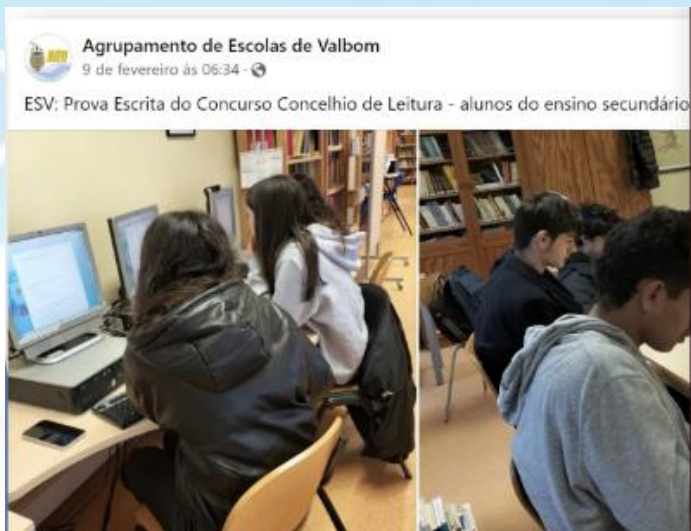 Agrupamento de Escolas de Valbom
9 de fevereiro às 06:34 ·
ESV: Prova Escrita do Concurso Concelhio de Leitura - alunos do ensino secundário